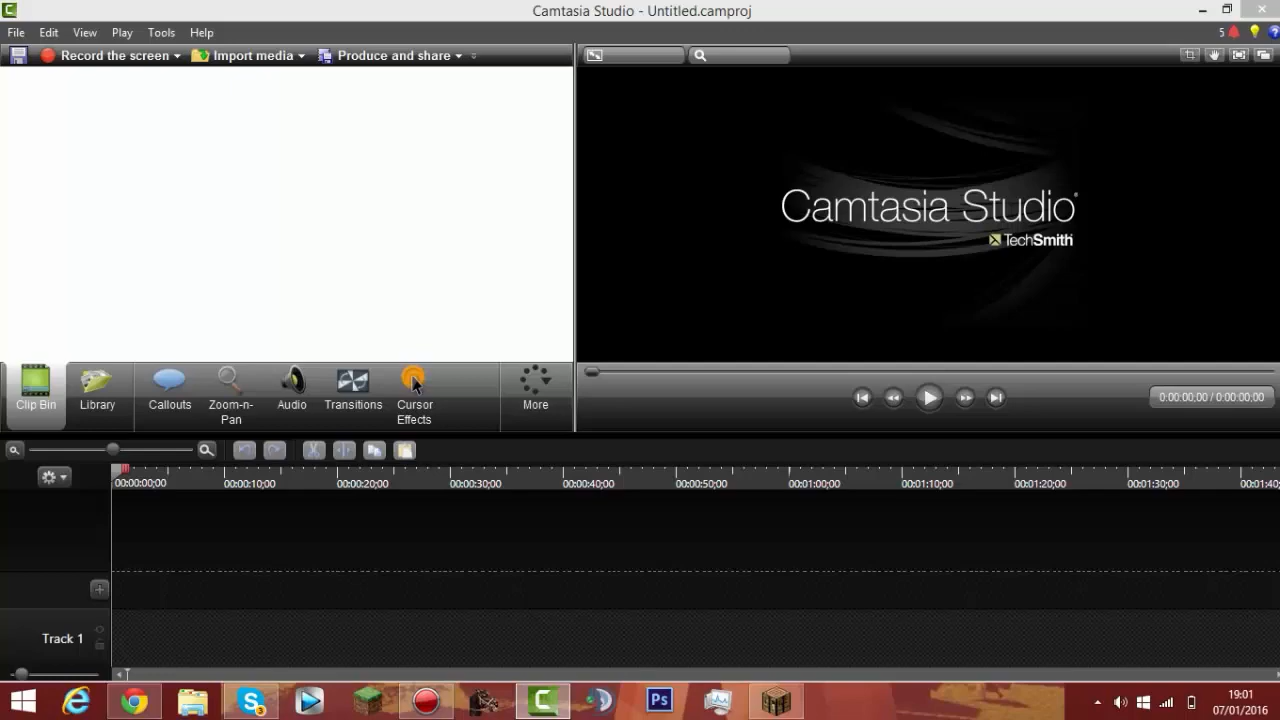 Camtasia Studio - Untitled.camproj
File Edit View Play Tools Help
5
Record the screen Import media Produce and share
Camtasia Studio®
TechSmith
Clip Bin
Library
Callouts
Zoom-n-
Pan
Audio
Transitions
Cursor
Effects
More
0:00:00;00 / 0:00:00;00
00:00:00;00 00:00:10;00 00:00:20;00 00:00:30;00 00:00:40;00 00:00:50;00 00:01:00;00 00:01:10;00 00:01:20;00 00:01:30;00 00:01:40;
Track 1
Ps
19:01
07/01/2016